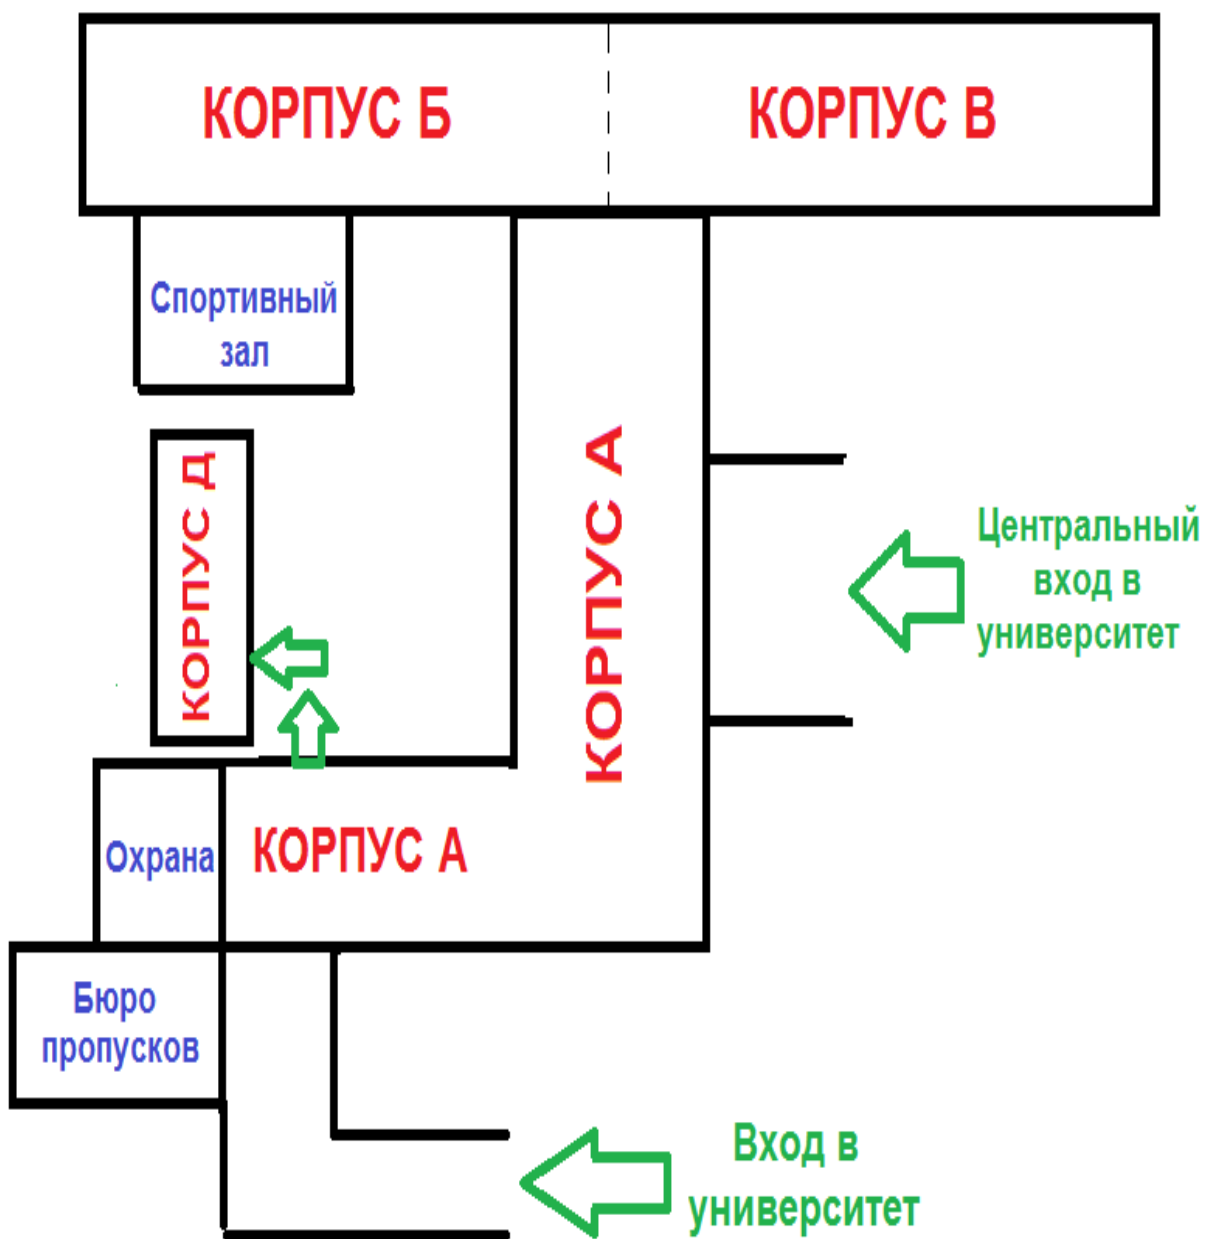 КОРПУС Б
КОРПУС В
Спортивный
зал
КОРПУС Д
КОРПУС А
Центральный
вход в
университет
Охрана
КОРПУС А
Бюро
пропусков
Вход в
университет